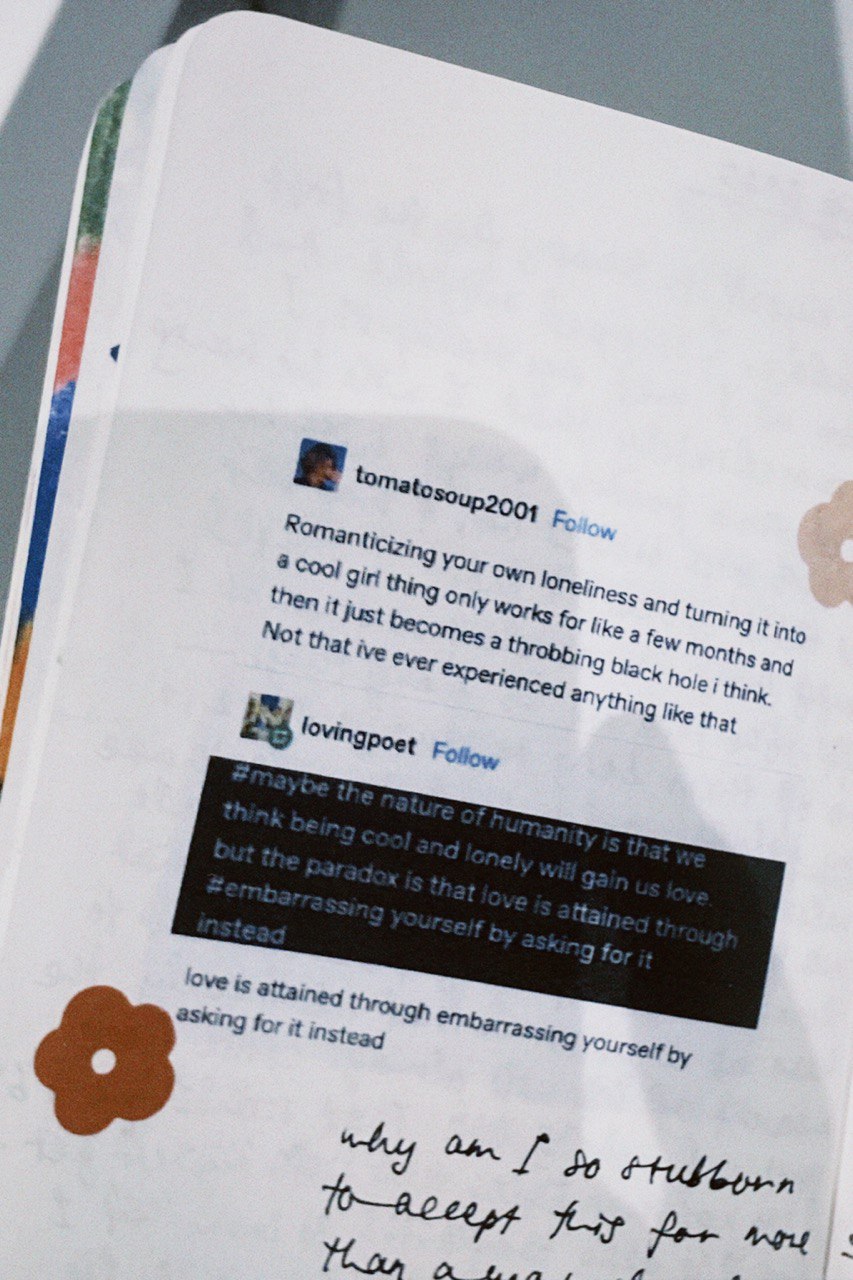 tomatosoup2001 Follow
Romanticizing your own loneliness and turning it into
a cool girl thing only works for like a few months and
then it just becomes a throbbing black hole i think.
Not that ive ever experienced anything like that
lovingpoet Follow
#maybe the nature of humanity is that we
think being cool and lonely will gain us love.
but the paradox is that love is attained through
#embarrassing yourself by asking for it
instead
love is attained through embarrassing yourself by
asking for it instead
why am I so stubborn
to accept this for more
than a